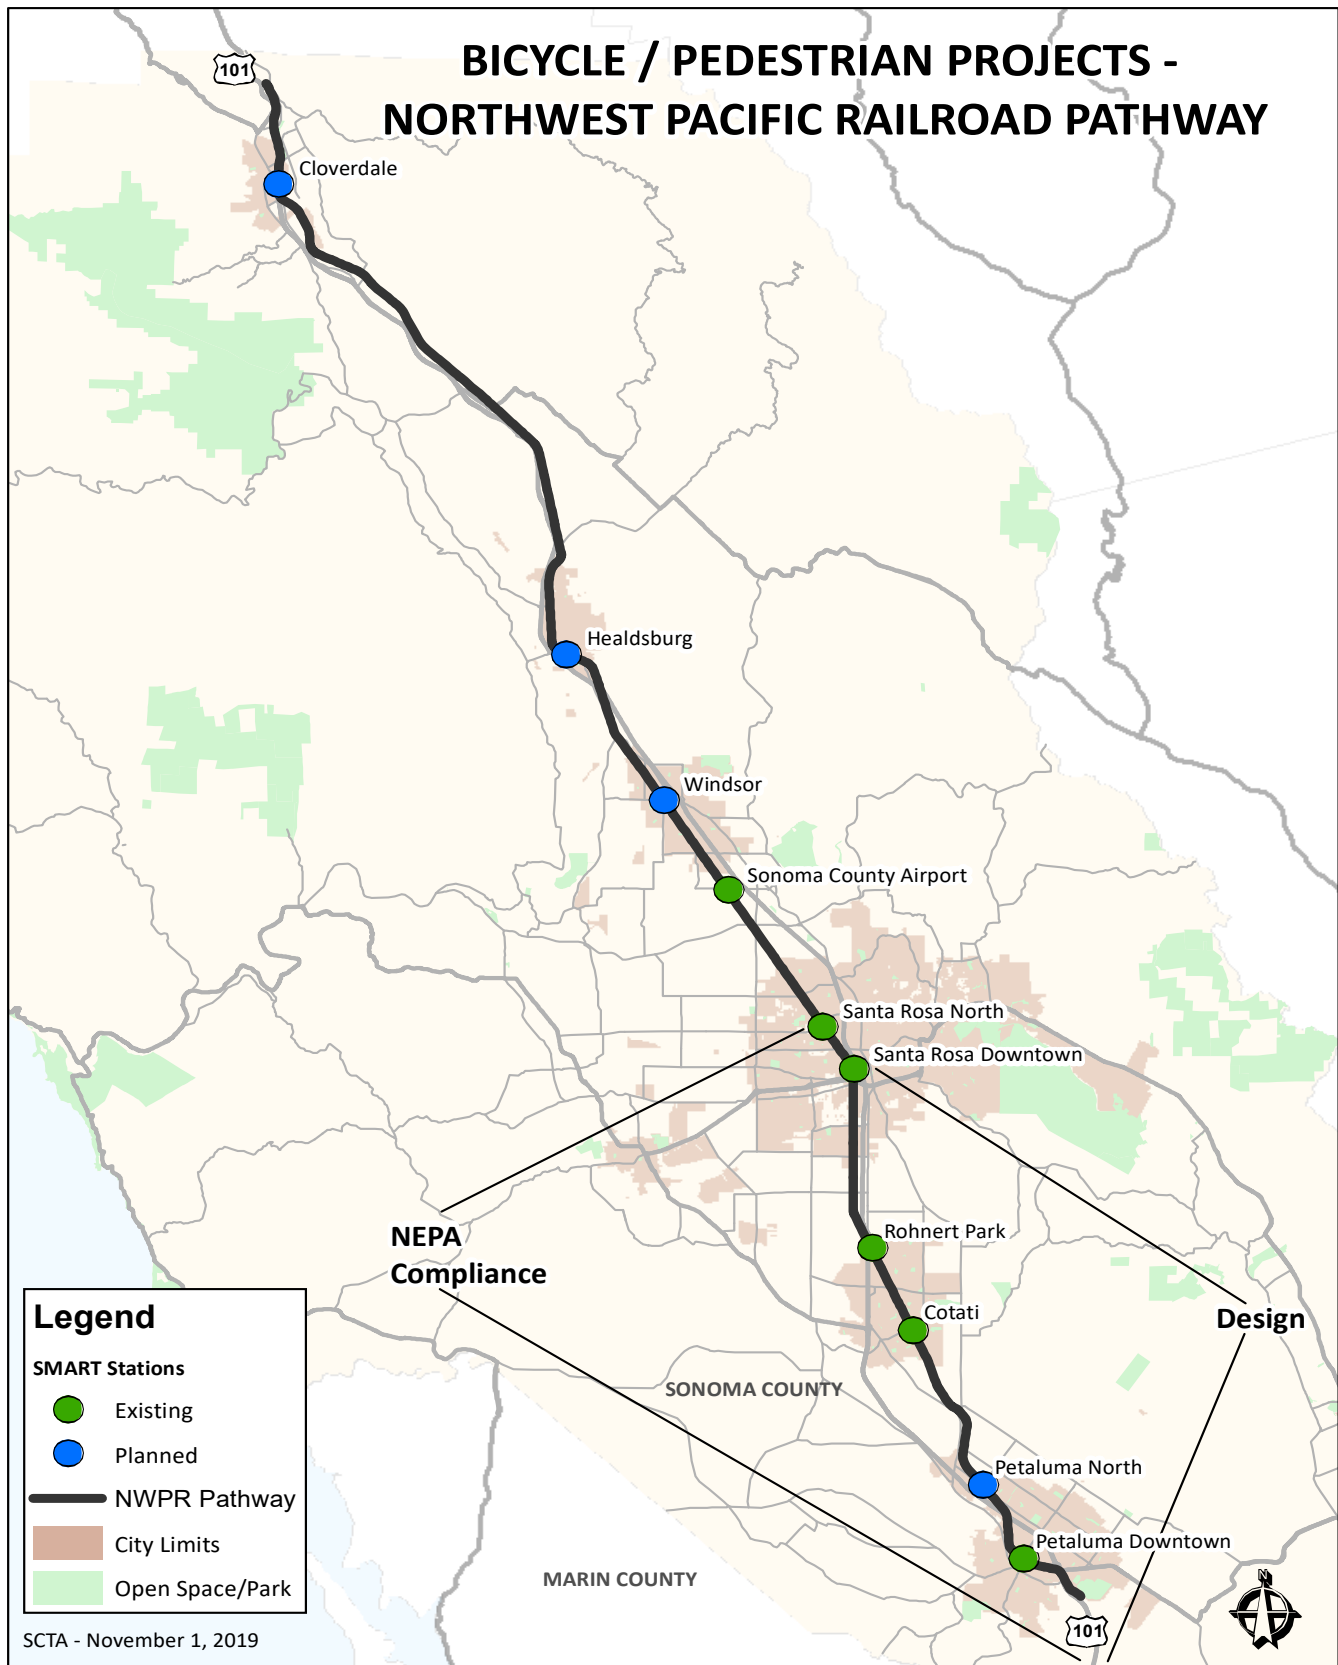 BICYCLE / PEDESTRIAN PROJECTS -
NORTHWEST PACIFIC RAILROAD PATHWAY
101
Cloverdale
Healdsburg
Windsor
Sonoma County Airport
Santa Rosa North
Santa Rosa Downtown
Rohnert Park
NEPA
Compliance
Cotati
Design
SONOMA COUNTY
Petaluma North
Petaluma Downtown
MARIN COUNTY
101
N
Legend
SMART Stations
Existing
Planned
NWPR Pathway
City Limits
Open Space/Park
SCTA - November 1, 2019